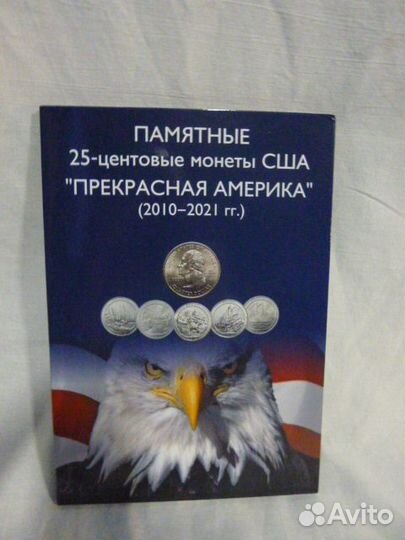 ПАМЯТНЫЕ
25-центовые монеты США
"ПРЕКРАСНАЯ АМЕРИКА"
(2010–2021 гг.)
Avito